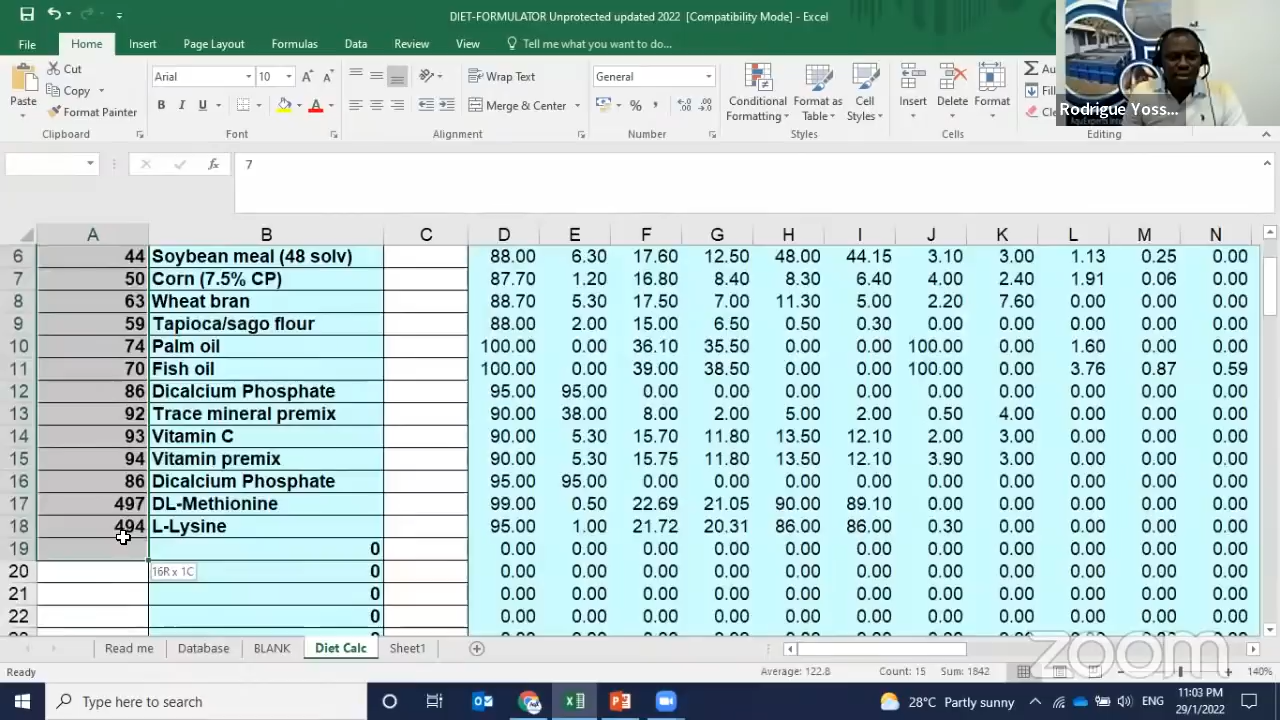 DIET-FORMULATOR Unprotected updated 2022 [Compatibility Mode] - Excel
File Home Insert Page Layout Formulas Data Review View Tell me what you want to do...
Rodrigue Yoss...
Paste Cut Copy Format Painter
Clipboard
Arial 10 A A
B I U A
Font
Wrap Text
Merge & Center
Alignment
General
% ,
Number
Conditional Formatting Format as Table Cell Styles
Styles
Insert Delete Format
Cells
Editing
fx 7
A B C D E F G H I J K L M N
6 44 Soybean meal (48 solv) 88.00 6.30 17.60 12.50 48.00 44.15 3.10 3.00 1.13 0.25 0.00
7 50 Corn (7.5% CP) 87.70 1.20 16.80 8.40 8.30 6.40 4.00 2.40 1.91 0.06 0.00
8 63 Wheat bran 88.70 5.30 17.50 7.00 11.30 5.00 2.20 7.60 0.00 0.00 0.00
9 59 Tapioca/sago flour 88.00 2.00 15.00 6.50 0.50 0.30 0.00 0.00 0.00 0.00 0.00
10 74 Palm oil 100.00 0.00 36.10 35.50 0.00 0.00 100.00 0.00 1.60 0.00 0.00
11 70 Fish oil 100.00 0.00 39.00 38.50 0.00 0.00 100.00 0.00 3.76 0.87 0.59
12 86 Dicalcium Phosphate 95.00 95.00 0.00 0.00 0.00 0.00 0.00 0.00 0.00 0.00 0.00
13 92 Trace mineral premix 90.00 38.00 8.00 2.00 5.00 2.00 0.50 4.00 0.00 0.00 0.00
14 93 Vitamin C 90.00 5.30 15.70 11.80 13.50 12.10 2.00 3.00 0.00 0.00 0.00
15 94 Vitamin premix 90.00 5.30 15.75 11.80 13.50 12.10 3.90 3.00 0.00 0.00 0.00
16 86 Dicalcium Phosphate 95.00 95.00 0.00 0.00 0.00 0.00 0.00 0.00 0.00 0.00 0.00
17 497 DL-Methionine 99.00 0.50 22.69 21.05 90.00 89.10 0.00 0.00 0.00 0.00 0.00
18 494 L-Lysine 95.00 1.00 21.72 20.31 86.00 86.00 0.30 0.00 0.00 0.00 0.00
19 0 0.00 0.00 0.00 0.00 0.00 0.00 0.00 0.00 0.00 0.00 0.00
16R x 1C
20 0 0.00 0.00 0.00 0.00 0.00 0.00 0.00 0.00 0.00 0.00 0.00
21 0 0.00 0.00 0.00 0.00 0.00 0.00 0.00 0.00 0.00 0.00 0.00
22 0 0.00 0.00 0.00 0.00 0.00 0.00 0.00 0.00 0.00 0.00 0.00
Read me Database BLANK Diet Calc Sheet1
zoom
Ready Average: 122.8 Count: 15 Sum: 1842 140%
Type here to search 28°C Partly sunny ENG 11:03 PM
29/1/2022